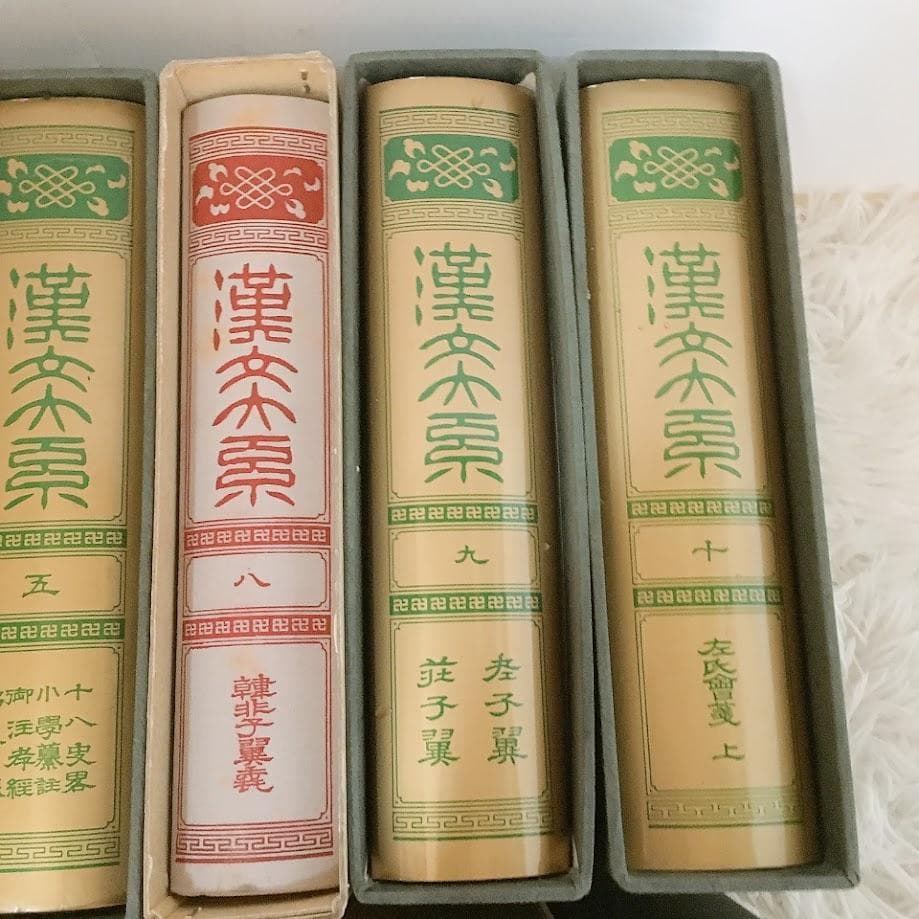 漢文大系
五
十八史畧
小學纂註
御注孝經
漢文大系
八
韓非子翼毳
漢文大系
九
老子翼
莊子翼
漢文大系
十
左氏會箋 上